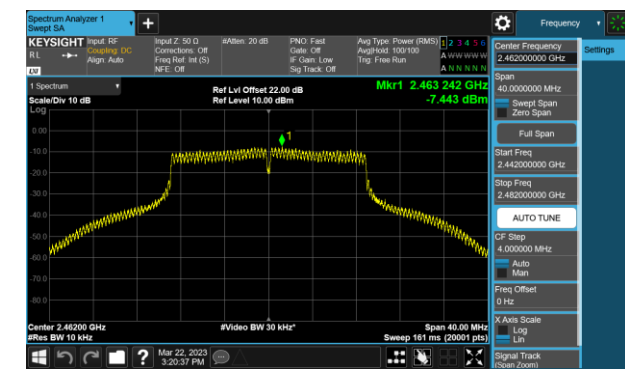 Spectrum Analyzer 1
Swept SA
+
Frequency
KEYSIGHT
RL
Input: RF
Coupling: DC
Align: Auto
Input Z: 50 Ω
Corrections: Off
Freq Ref: Int (S)
NFE: Off
#Atten: 20 dB
PNO: Fast
Gate: Off
IF Gain: Low
Sig Track: Off
Avg Type: Power (RMS)
Avg|Hold: 100/100
Trig: Free Run
1 2 3 4 5 6
A W W W W W
A N N N N N
LXI
1 Spectrum
Scale/Div 10 dB
Log
Ref Lvl Offset 22.00 dB
Ref Level 10.00 dBm
Mkr1 2.463 242 GHz
-7.443 dBm
1
0.00
-10.0
-20.0
-30.0
-40.0
-50.0
-60.0
-70.0
-80.0
Center 2.46200 GHz
#Res BW 10 kHz
#Video BW 30 kHz*
Span 40.00 MHz
Sweep 161 ms (20001 pts)
?
Mar 22, 2023
3:20:37 PM
Center Frequency
2.462000000 GHz
Settings
Span
40.0000000 MHz
Swept Span
Zero Span
Full Span
Start Freq
2.442000000 GHz
Stop Freq
2.482000000 GHz
AUTO TUNE
CF Step
4.000000 MHz
Auto
Man
Freq Offset
0 Hz
X Axis Scale
Log
Lin
Signal Track
(Span Zoom)